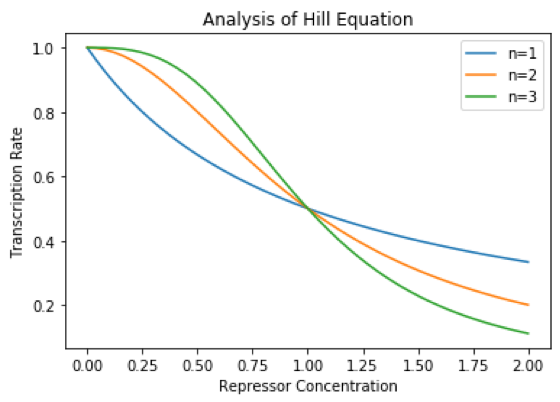 Analysis of Hill Equation
1.0
0.8
0.6
0.4
0.2
Transcription Rate
n=1
n=2
n=3
0.00 0.25 0.50 0.75 1.00 1.25 1.50 1.75 2.00
Repressor Concentration